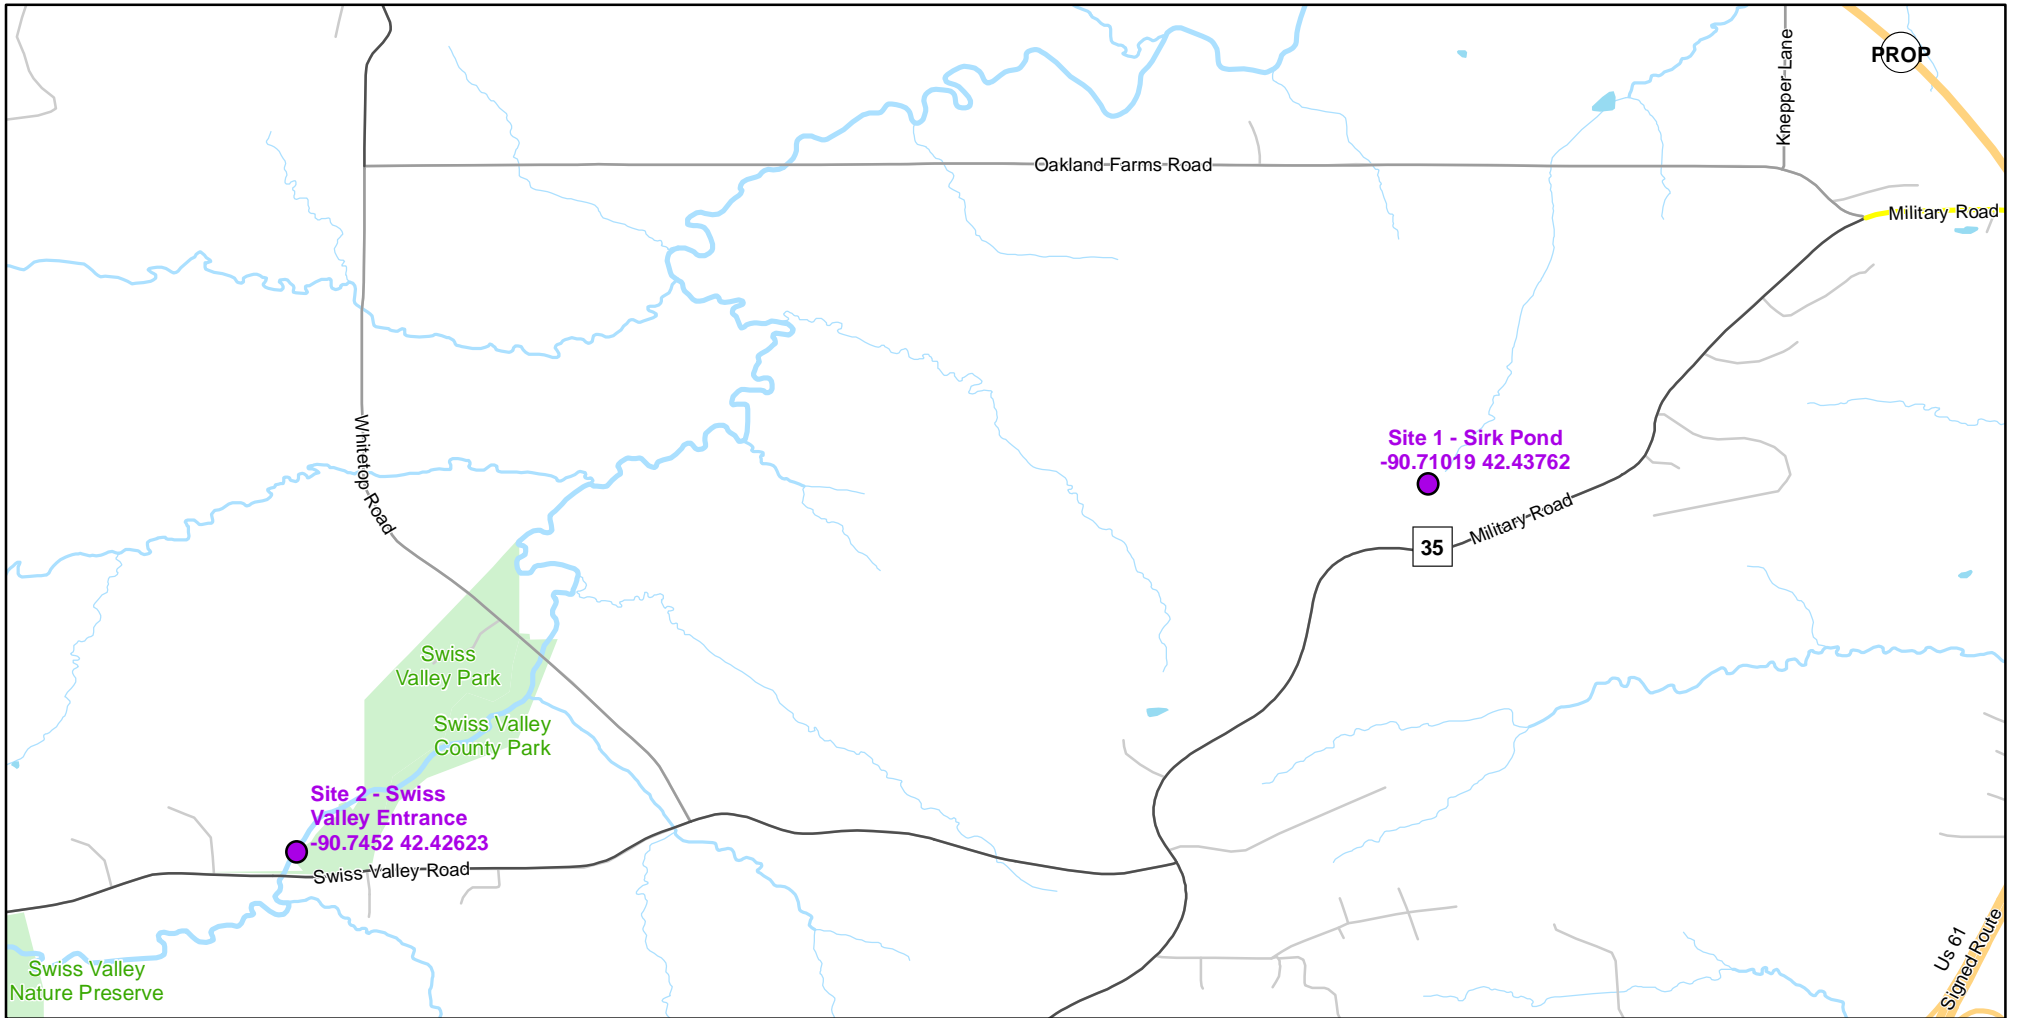 PROP
Knepper Lane
Oakland Farms Road
Military Road
Whitetop Road
Site 1 - Sirk Pond
-90.71019 42.43762
Military Road
35
Swiss
Valley Park
Swiss Valley
County Park
Site 2 - Swiss
Valley Entrance
-90.7452 42.42623
Swiss Valley Road
Us 61
Signed Route
Swiss Valley
Nature Preserve